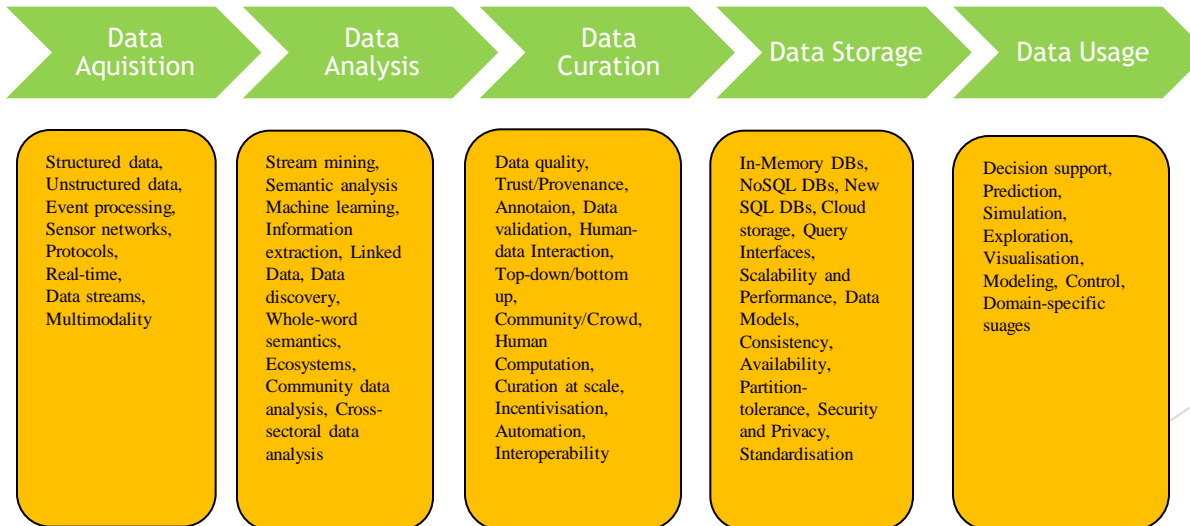 Data
Aquisition
Data
Analysis
Data
Curation
Data Storage
Data Usage
Structured data,
Unstructured data,
Event processing,
Sensor networks,
Protocols,
Real-time,
Data streams,
Multimodality
Stream mining,
Semantic analysis
Machine learning,
Information
extraction, Linked
Data, Data
discovery,
Whole-word
semantics,
Ecosystems,
Community data
analysis, Cross-
sectoral data
analysis
Data quality,
Trust/Provenance,
Annotaion, Data
validation, Human-
data Interaction,
Top-down/bottom
up,
Community/Crowd,
Human
Computation,
Curation at scale,
Incentivisation,
Automation,
Interoperability
In-Memory DBs,
NoSQL DBs, New
SQL DBs, Cloud
storage, Query
Interfaces,
Scalability and
Performance, Data
Models,
Consistency,
Availability,
Partition-
tolerance, Security
and Privacy,
Standardisation
Decision support,
Prediction,
Simulation,
Exploration,
Visualisation,
Modeling, Control,
Domain-specific
suages